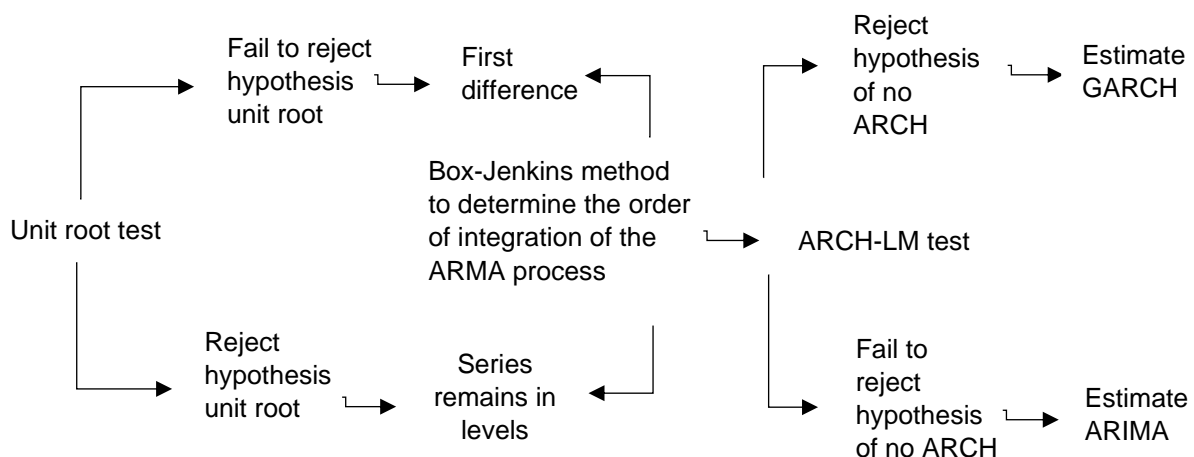 Unit root test
Fail to reject
hypothesis
unit root
First
difference
Reject
hypothesis
unit root
Series
remains in
levels
Box-Jenkins method
to determine the order
of integration of the
ARMA process
ARCH-LM test
Reject
hypothesis
of no
ARCH
Estimate
GARCH
Fail to
reject
hypothesis
of no ARCH
Estimate
ARIMA